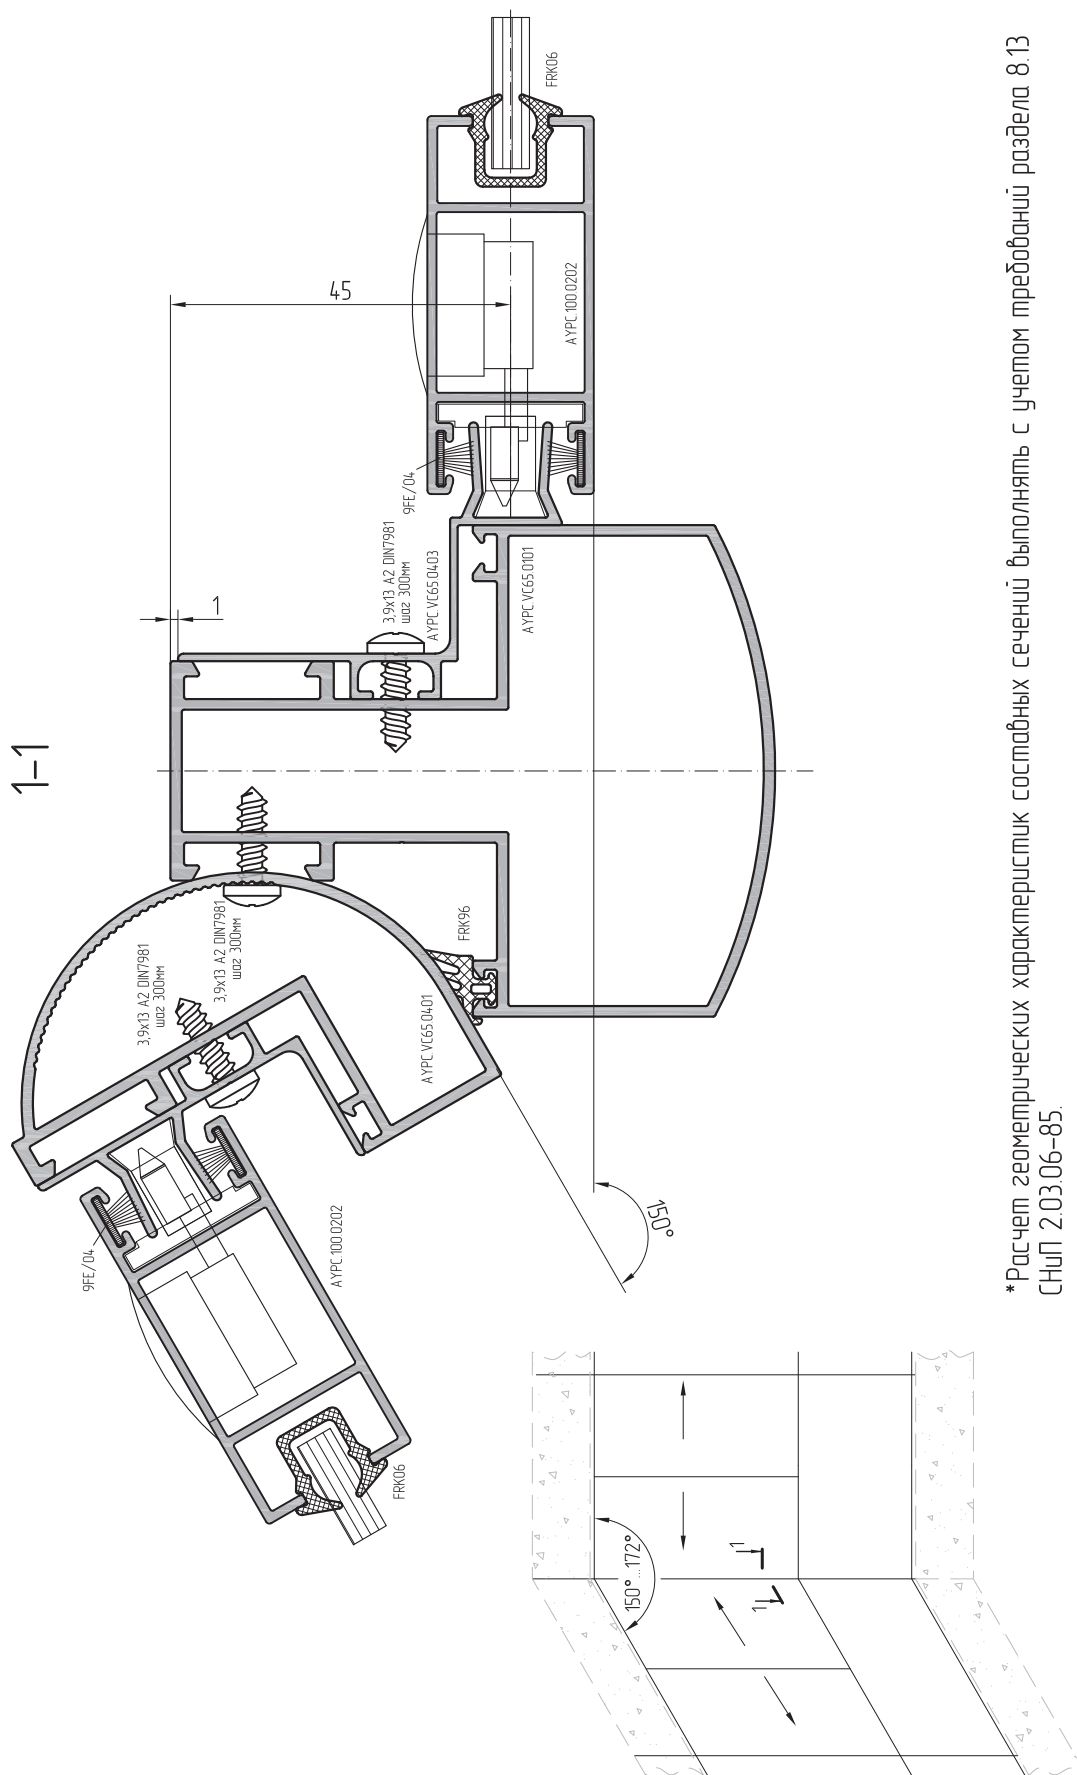 1-1
FRK06
45
AYPC.100.0202
9FE/04
3,9x13 A2 DIN7981
шаг 300мм
AYPC.VC65.0403
AYPC.VC65.0101
1
3,9x13 A2 DIN7981
шаг 300мм
3,9x13 A2 DIN7981
шаг 300мм
FRK96
AYPC.VC65.0401
9FE/04
AYPC.100.0202
FRK06
150°
150°...172°
1
1
*Расчет геометрических характеристик составных сечений выполнять с учетом требований раздела 8.13
СНиП 2.03.06-85.